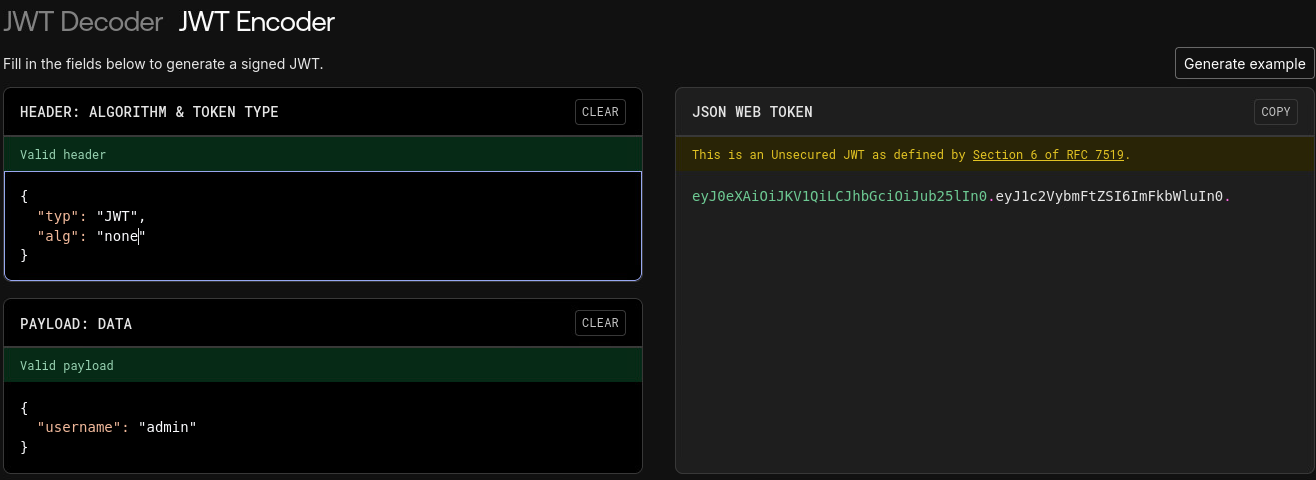 JWT Decoder JWT Encoder
Fill in the fields below to generate a signed JWT.
Generate example
HEADER: ALGORITHM & TOKEN TYPE
CLEAR
Valid header
{
"typ": "JWT",
"alg": "none"
}
PAYLOAD: DATA
CLEAR
Valid payload
{
"username": "admin"
}
JSON WEB TOKEN
COPY
This is an Unsecured JWT as defined by Section 6 of RFC 7519.
eyJ0eXAiOiJKV1QiLCJhbGciOiJub25lIn0.eyJ1c2VybmFtZSI6ImFkbWluIn0.